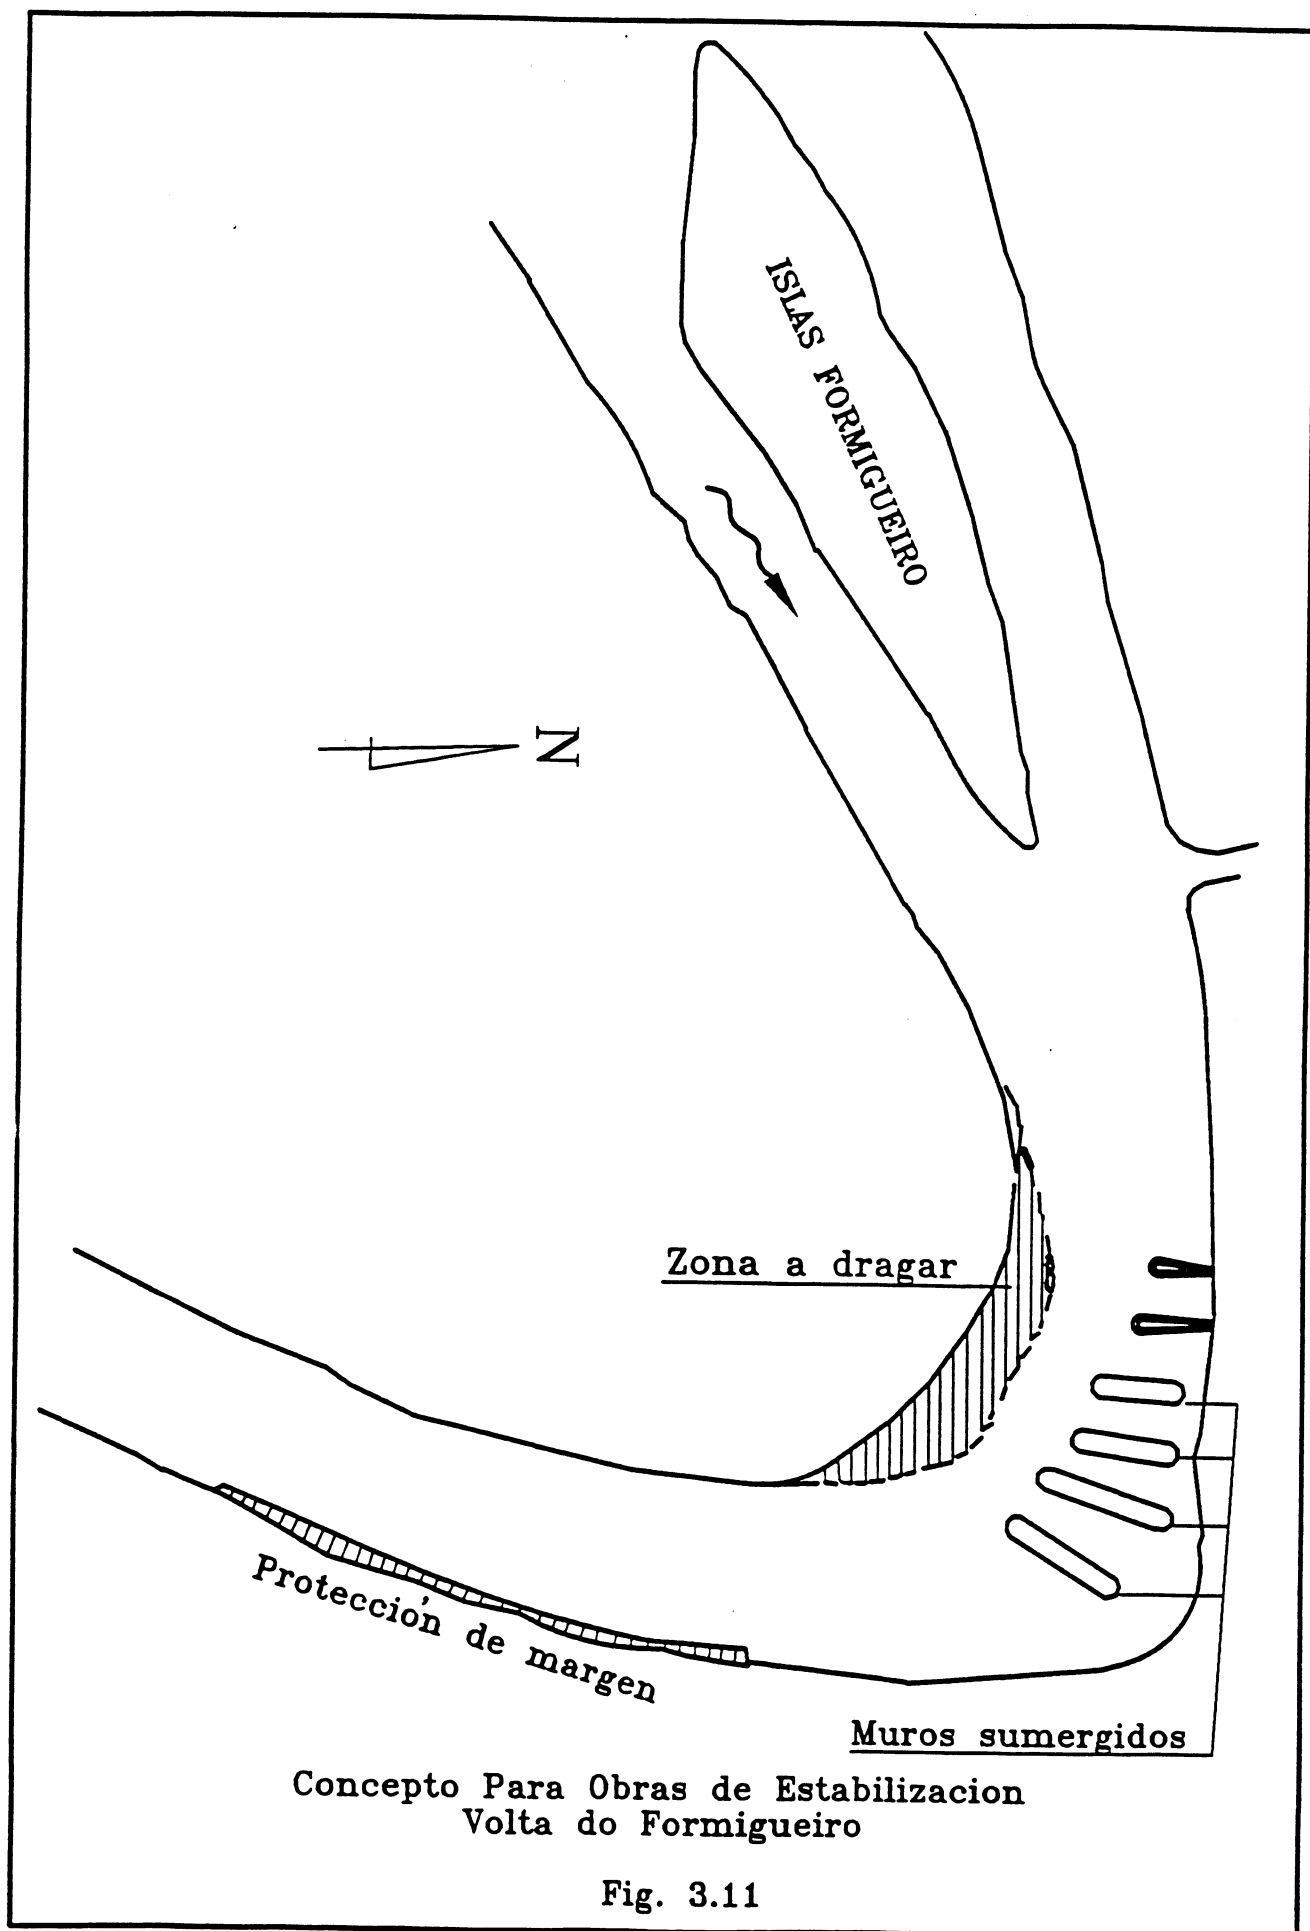 ISLAS FORMIGUEIRO
N
Zona a dragar
Protección de margen
Muros sumergidos
Concepto Para Obras de Estabilizacion
Volta do Formigueiro
Fig. 3.11